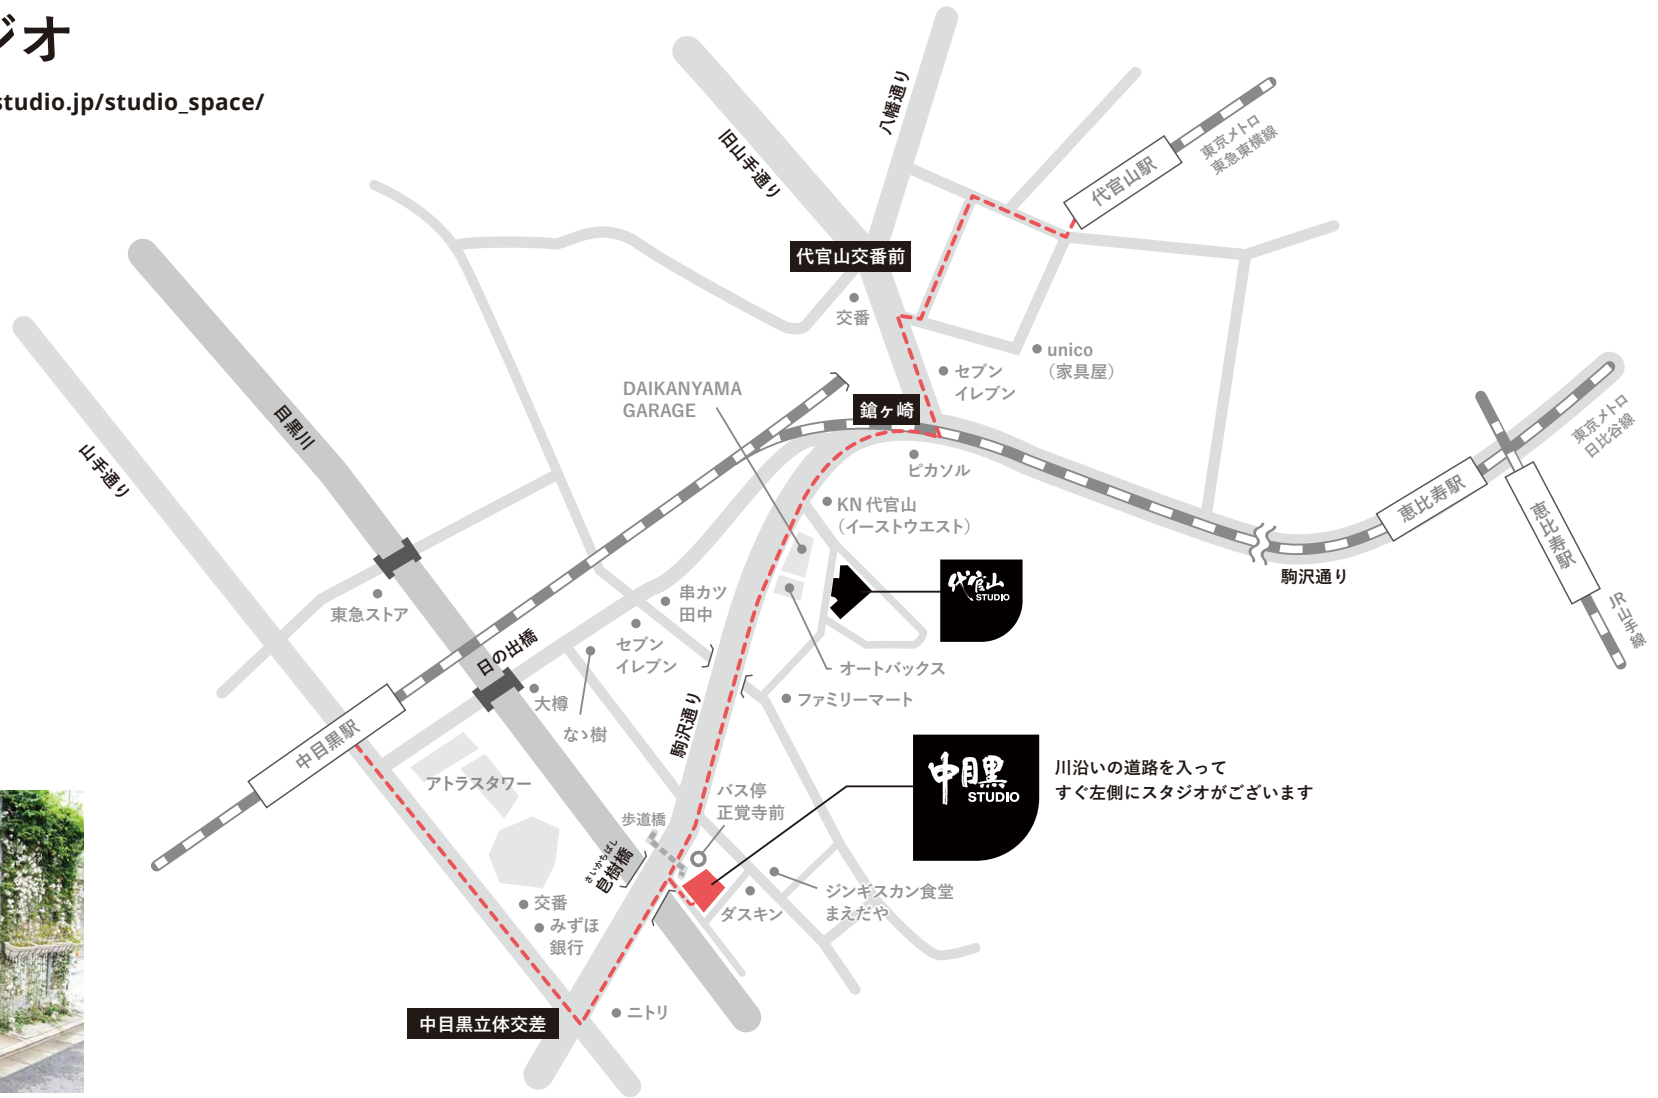 ジオ
studio.jp/studio_space/
旧山手通り
八幡通り
東京メトロ
東急東横線
代官山駅
代官山交番前
交番
unico
（家具屋）
セブン
イレブン
DAIKANYAMA
GARAGE
鎗ヶ崎
ピカソル
KN 代官山
（イーストウエスト）
東京メトロ
日比谷線
恵比寿駅
恵比寿駅
JR
山手線
駒沢通り
目黒川
山手通り
東急ストア
日の出橋
串カツ
田中
セブン
イレブン
代官山
STUDIO
オートバックス
ファミリーマート
大樽
なゝ樹
駒沢通り
中目黒駅
アトラスタワー
中目黒
STUDIO
川沿いの道路を入って
すぐ左側にスタジオがございます
バス停
正覚寺前
歩道橋
さいかちばし
皀樹橋
ジンギスカン食堂
まえだや
ダスキン
交番
みずほ
銀行
ニトリ
中目黒立体交差